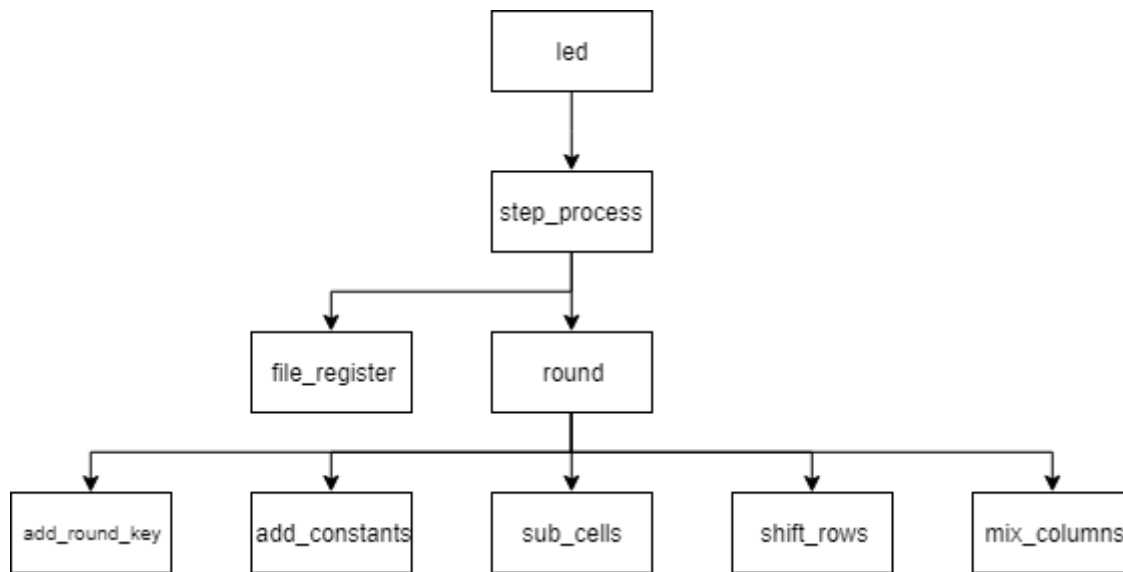 led
step_process
file_register
round
add_round_key
add_constants
sub_cells
shift_rows
mix_columns